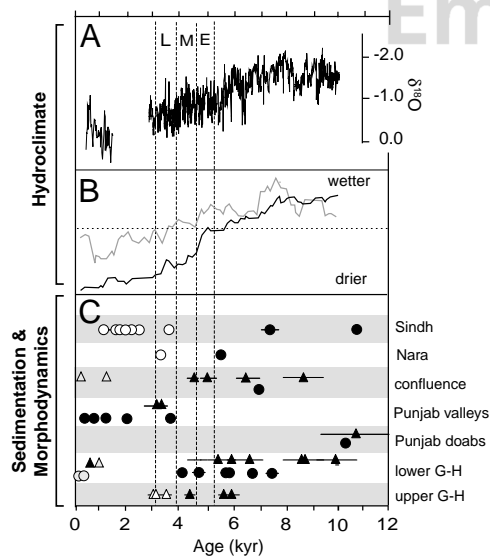 Em
A
L M E
-2.0
-1.0
0.0
δ18O
Hydroclimate
B
wetter
drier
C
Sedimentation &
Morphodynamics
Sindh
Nara
confluence
Punjab valleys
Punjab doabs
lower G-H
upper G-H
0 2 4 6 8 10 12
Age (kyr)